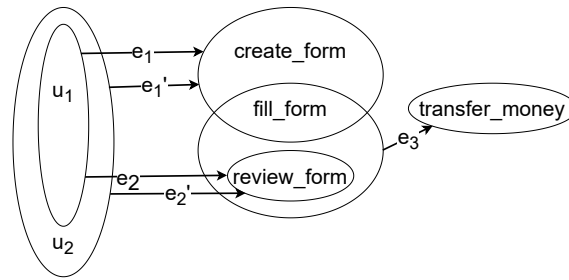 e1
create_form
u1
e1'
fill_form
transfer_money
e3
e2
review_form
e2'
u2